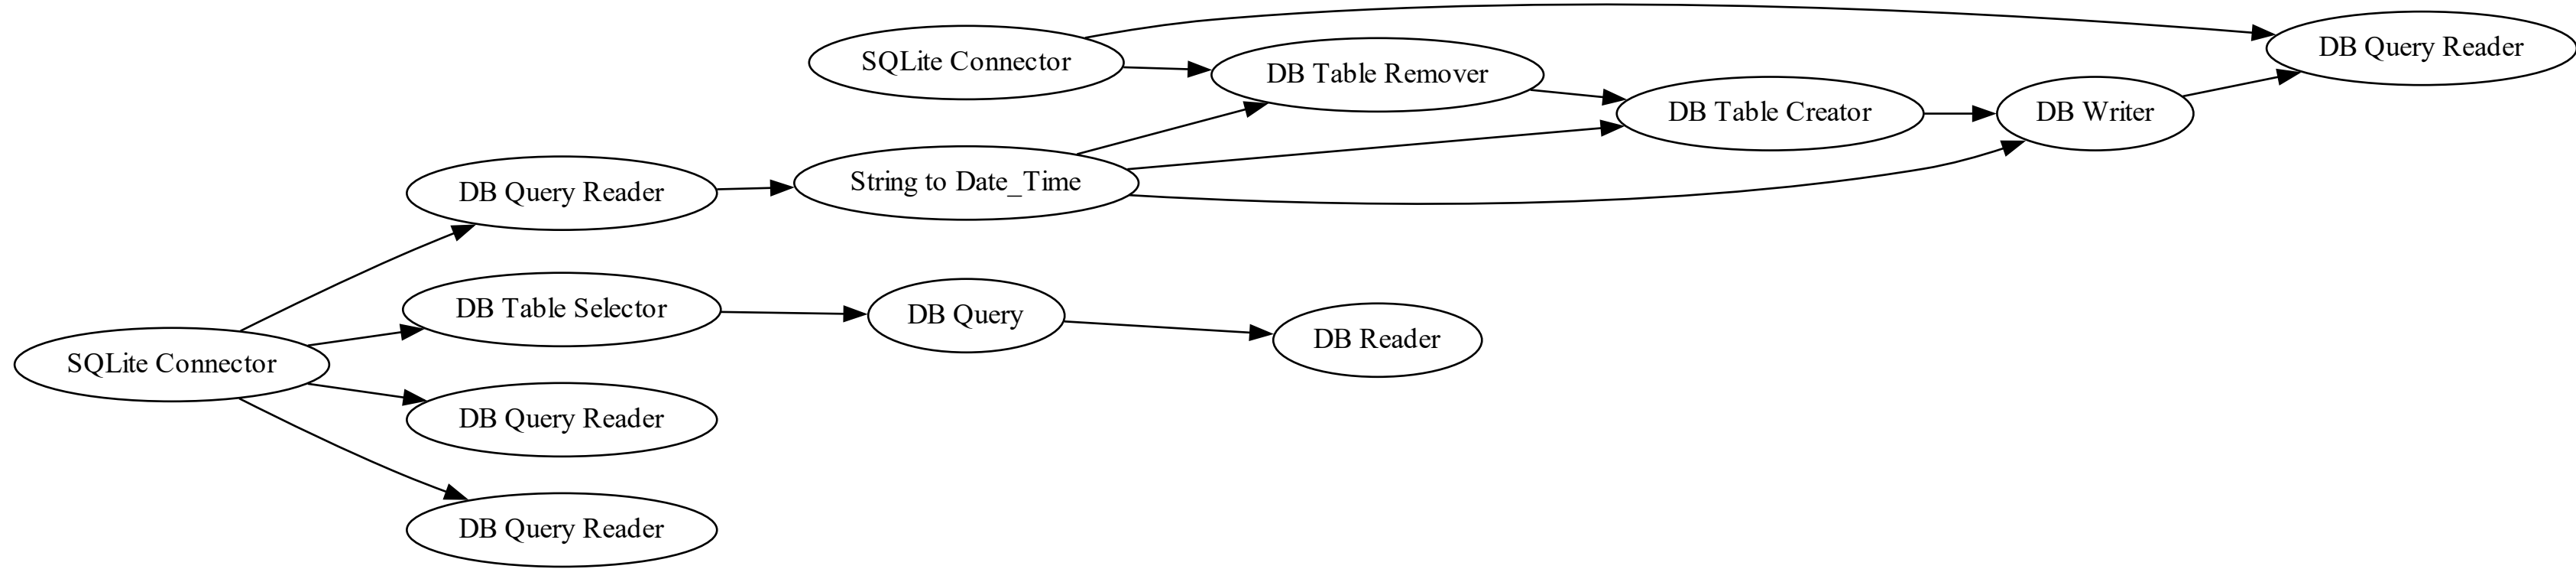 SQLite Connector
DB Query Reader
DB Table Remover
DB Table Creator
DB Writer
DB Query Reader
String to Date_Time
DB Table Selector
DB Query
DB Reader
SQLite Connector
DB Query Reader
DB Query Reader